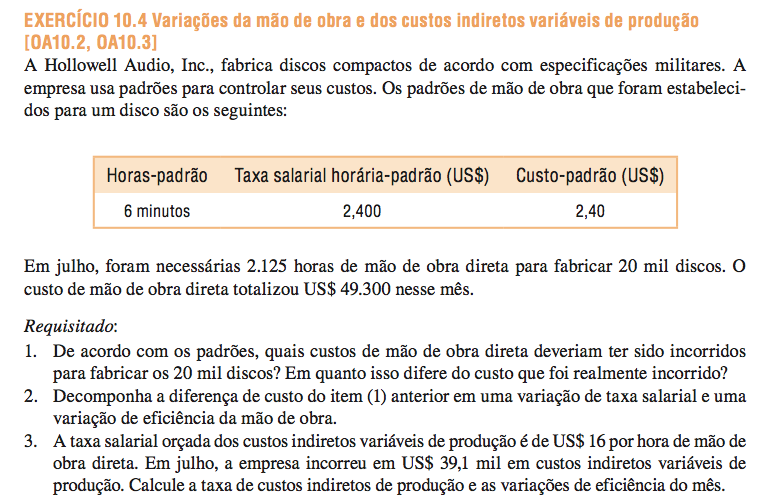 EXERCÍCIO 10.4 Variações da mão de obra e dos custos indiretos variáveis de produção
[OA10.2, OA10.3]
A Hollowell Audio, Inc., fabrica discos compactos de acordo com especificações militares. A
empresa usa padrões para controlar seus custos. Os padrões de mão de obra que foram estabeleci-
dos para um disco são os seguintes:
Horas-padrão Taxa salarial horária-padrão (US$) Custo-padrão (US$)
6 minutos 2,400 2,40
Em julho, foram necessárias 2.125 horas de mão de obra direta para fabricar 20 mil discos. O
custo de mão de obra direta totalizou US$ 49.300 nesse mês.
Requisitado:
1. De acordo com os padrões, quais custos de mão de obra direta deveriam ter sido incorridos
para fabricar os 20 mil discos? Em quanto isso difere do custo que foi realmente incorrido?
2. Decomponha a diferença de custo do item (1) anterior em uma variação de taxa salarial e uma
variação de eficiência da mão de obra.
3. A taxa salarial orçada dos custos indiretos variáveis de produção é de US$ 16 por hora de mão de
obra direta. Em julho, a empresa incorreu em US$ 39,1 mil em custos indiretos variáveis de
produção. Calcule a taxa de custos indiretos de produção e as variações de eficiência do mês.